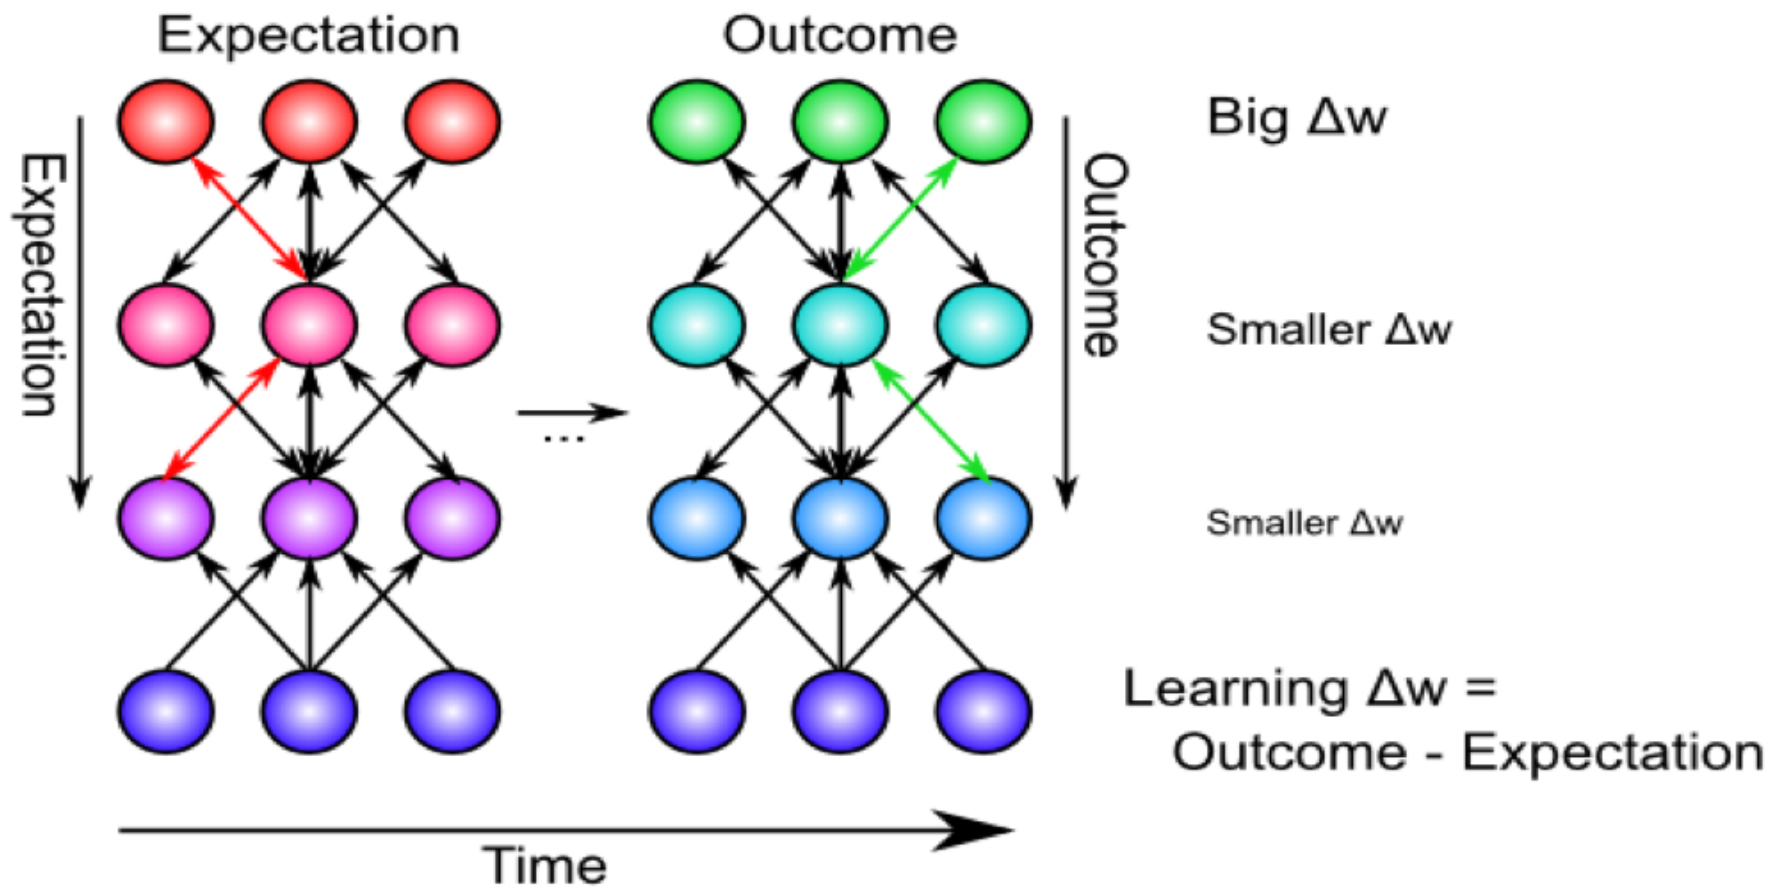 Expectation
Outcome
Expectation
Outcome
Big Δw
Smaller Δw
...
Smaller Δw
Learning Δw =
Outcome - Expectation
Time